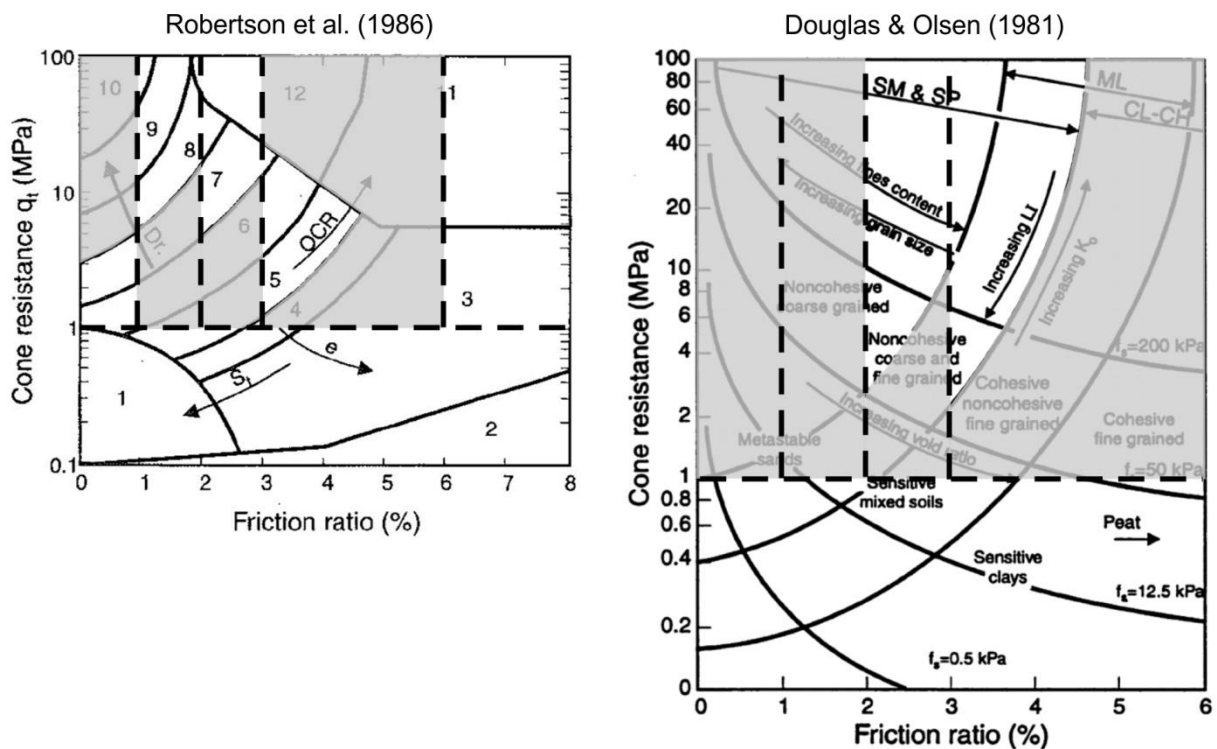 Robertson et al. (1986)
Cone resistance qt (MPa)
100
10
1
0.1
10
9
8
7
12
11
Dr.
6
OCR
5
4
3
1
St
e
2
0 1 2 3 4 5 6 7 8
Friction ratio (%)
Douglas & Olsen (1981)
Cone resistance (MPa)
100
80
60
40
20
10
8
6
4
2
1
0.8
0.6
0.4
0.2
0
SM & SP
ML
CL-CH
Increasing fines content
Increasing grain size
Increasing LI
Increasing Ko
Noncohesive
coarse grained
Noncohesive
coarse and
fine grained
fs=200 kPa
Cohesive
noncohesive
fine grained
Cohesive
fine grained
Increasing void ratio
Metastable
sands
fs=50 kPa
Sensitive
mixed soils
Peat
Sensitive
clays
fs=12.5 kPa
fs=0.5 kPa
0 1 2 3 4 5 6
Friction ratio (%)